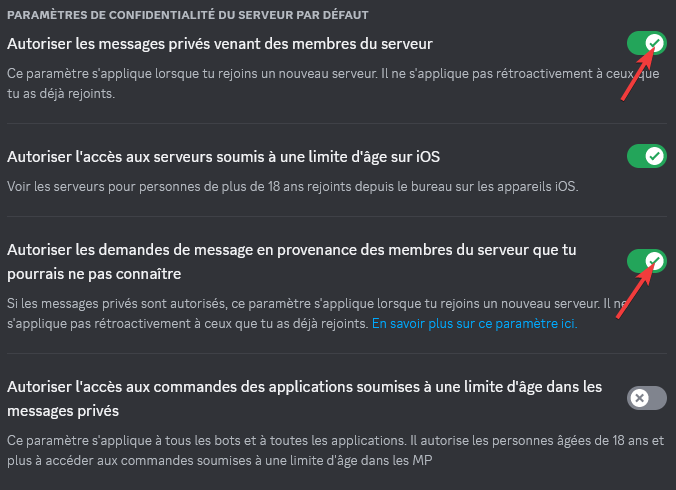 PARAMÈTRES DE CONFIDENTIALITÉ DU SERVEUR PAR DÉFAUT
Autoriser les messages privés venant des membres du serveur
Ce paramètre s'applique lorsque tu rejoins un nouveau serveur. Il ne s'applique pas rétroactivement à ceux que
tu as déjà rejoints.
Autoriser l'accès aux serveurs soumis à une limite d'âge sur iOS
Voir les serveurs pour personnes de plus de 18 ans rejoints depuis le bureau sur les appareils iOS.
Autoriser les demandes de message en provenance des membres du serveur que tu
pourrais ne pas connaître
Si les messages privés sont autorisés, ce paramètre s'applique lorsque tu rejoins un nouveau serveur. Il ne
s'applique pas rétroactivement à ceux que tu as déjà rejoints. En savoir plus sur ce paramètre ici.
Autoriser l'accès aux commandes des applications soumises à une limite d'âge dans les
messages privés
Ce paramètre s'applique à tous les bots et à toutes les applications. Il autorise les personnes âgées de 18 ans et
plus à accéder aux commandes soumises à une limite d'âge dans les MP